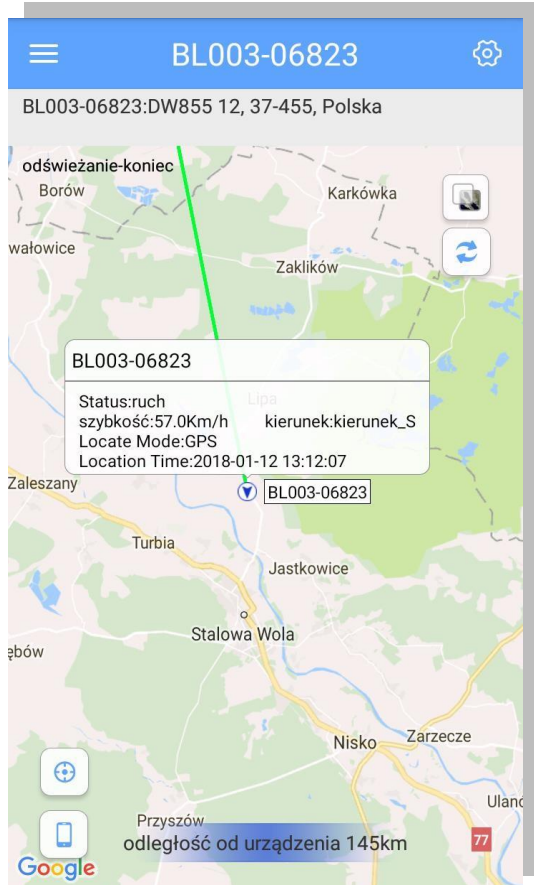 BL003-06823
BL003-06823:DW855 12, 37-455, Polska
odświeżanie-koniec
Borów
Karkówka
wałowice
Zaklików
BL003-06823
Lipa
Status:ruch
szybkość:57.0Km/h kierunek:kierunek_S
Locate Mode:GPS
Location Time:2018-01-12 13:12:07
Zaleszany
BL003-06823
Turbia
Jastkowice
Stalowa Wola
ębów
Nisko
Zarzecze
Ulano
Przyszów
odległość od urządzenia 145km
77
Google